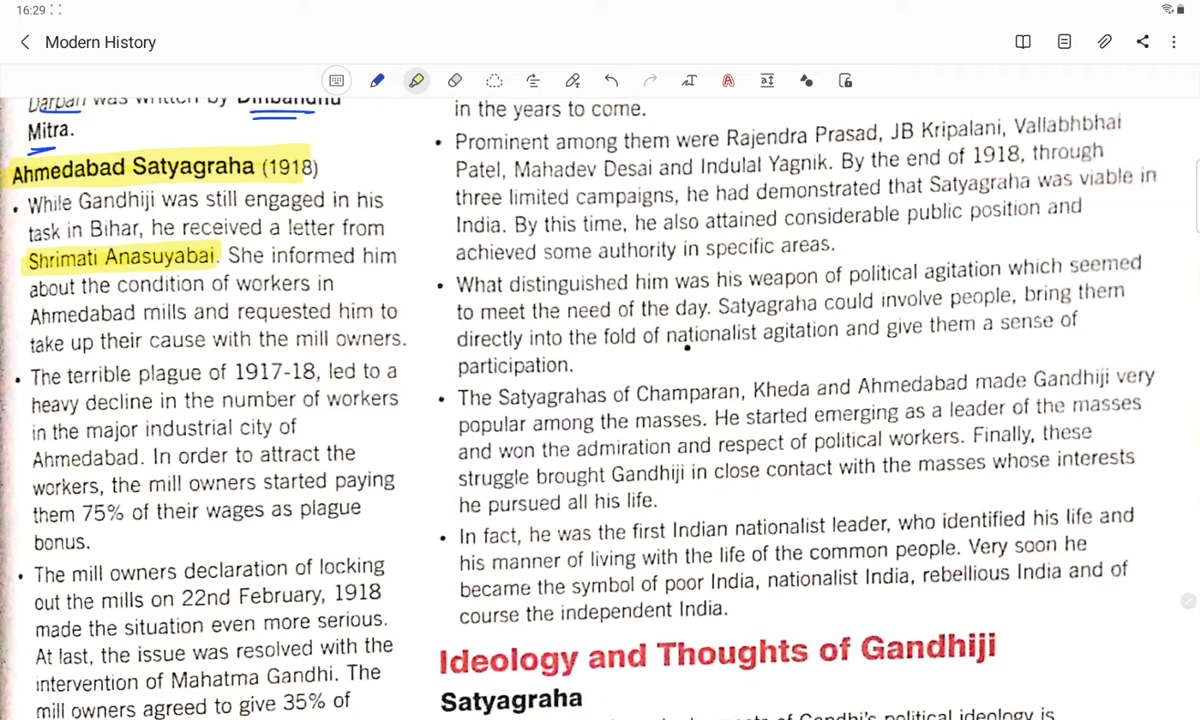 16:29
Modern History
Darpan was written by Dinbandhu
Mitra.
Ahmedabad Satyagraha (1918)
• While Gandhiji was still engaged in his
task in Bihar, he received a letter from
Shrimati Anasuyabai. She informed him
about the condition of workers in
Ahmedabad mills and requested him to
take up their cause with the mill owners.
• The terrible plague of 1917-18, led to a
heavy decline in the number of workers
in the major industrial city of
Ahmedabad. In order to attract the
workers, the mill owners started paying
them 75% of their wages as plague
bonus.
• The mill owners declaration of locking
out the mills on 22nd February, 1918
made the situation even more serious.
At last, the issue was resolved with the
intervention of Mahatma Gandhi. The
mill owners agreed to give 35% of
in the years to come.
• Prominent among them were Rajendra Prasad, JB Kripalani, Vallabhbhai
Patel, Mahadev Desai and Indulal Yagnik. By the end of 1918, through
three limited campaigns, he had demonstrated that Satyagraha was viable in
India. By this time, he also attained considerable public position and
achieved some authority in specific areas.
• What distinguished him was his weapon of political agitation which seemed
to meet the need of the day. Satyagraha could involve people, bring them
directly into the fold of nationalist agitation and give them a sense of
participation.
• The Satyagrahas of Champaran, Kheda and Ahmedabad made Gandhiji very
popular among the masses. He started emerging as a leader of the masses
and won the admiration and respect of political workers. Finally, these
struggle brought Gandhiji in close contact with the masses whose interests
he pursued all his life.
• In fact, he was the first Indian nationalist leader, who identified his life and
his manner of living with the life of the common people. Very soon he
became the symbol of poor India, nationalist India, rebellious India and of
course the independent India.
Ideology and Thoughts of Gandhiji
Satyagraha
of Gandhi's political ideology is